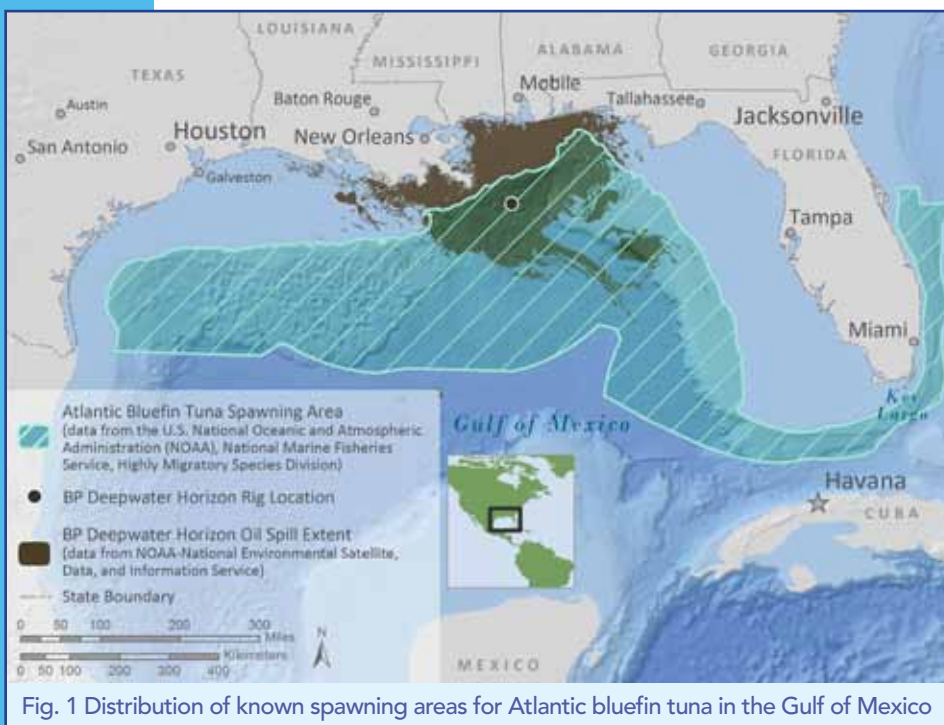 LOUISIANA
MISSISSIPPI
ALABAMA
GEORGIA
TEXAS
Mobile
Austin
Baton Rouge
Tallahassee
Jacksonville
Houston
New Orleans
San Antonio
FLORIDA
Galveston
Tampa
Miami
Key
Largo
Gulf of Mexico
Havana
CUBA
MEXICO
Atlantic Bluefin Tuna Spawning Area
(data from the U.S. National Oceanic and Atmospheric
Administration (NOAA), National Marine Fisheries
Service, Highly Migratory Species Division)
BP Deepwater Horizon Rig Location
BP Deepwater Horizon Oil Spill Extent
(data from NOAA-National Environmental Satellite,
Data, and Information Service)
State Boundary
0 50 100 200 300
Miles
N
Kilometers
0 50 100 200 300 400
Fig. 1 Distribution of known spawning areas for Atlantic bluefin tuna in the Gulf of Mexico